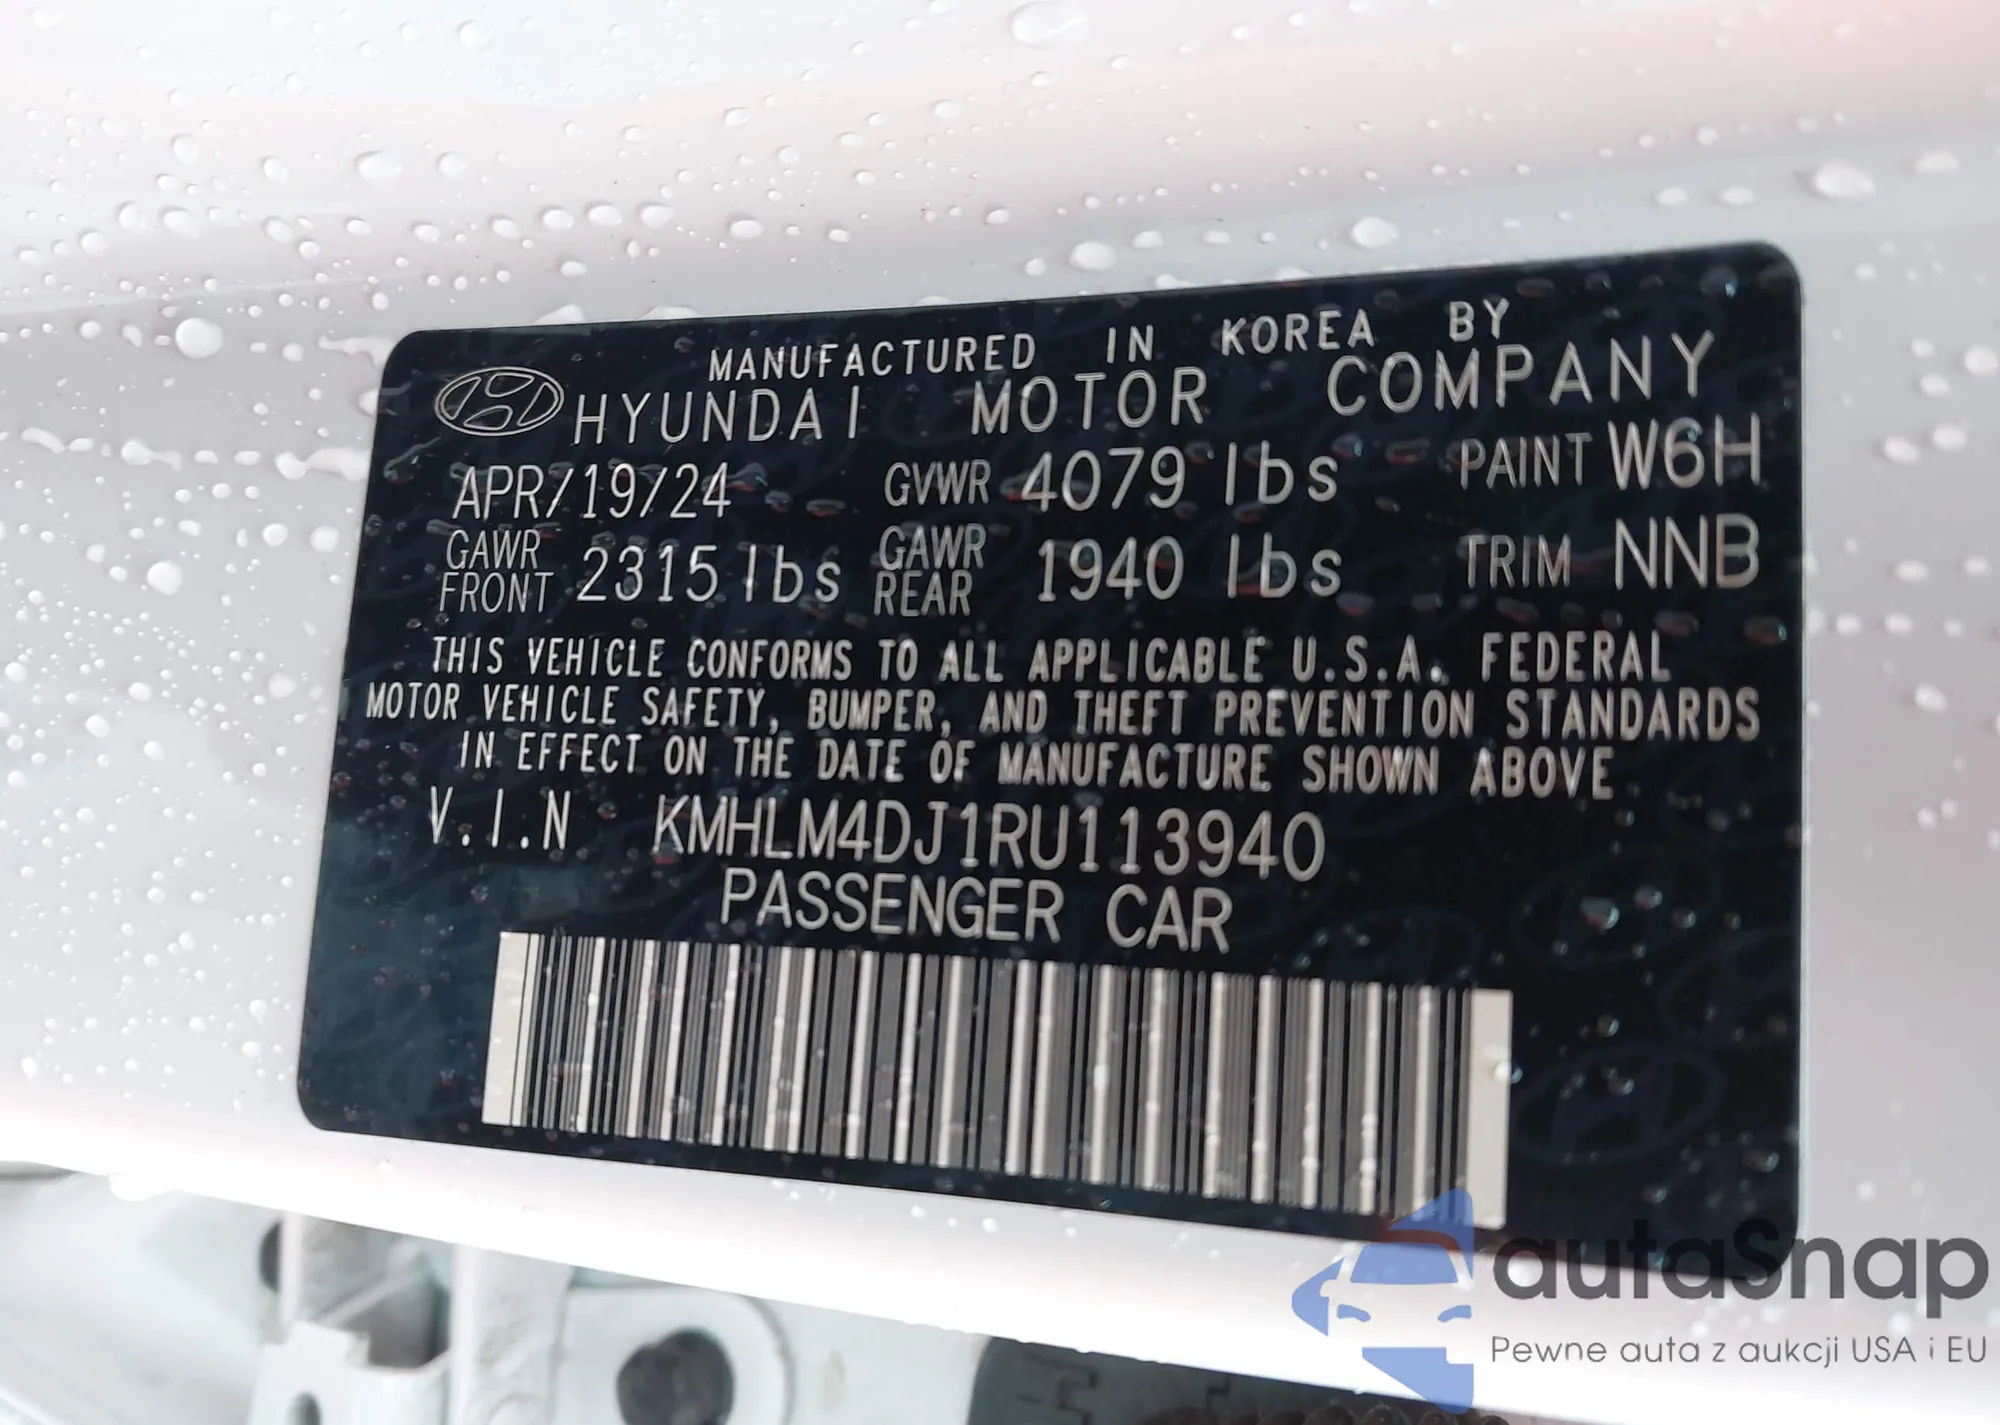 MANUFACTURED IN KOREA BY
HYUNDAI MOTOR COMPANY
APR/19/24 GVWR 4079 lbs PAINT W6H
GAWR FRONT 2315 lbs GAWR REAR 1940 lbs TRIM NNB
THIS VEHICLE CONFORMS TO ALL APPLICABLE U.S.A. FEDERAL
MOTOR VEHICLE SAFETY, BUMPER, AND THEFT PREVENTION STANDARDS
IN EFFECT ON THE DATE OF MANUFACTURE SHOWN ABOVE
V.I.N KMHLM4DJ1RU113940
PASSENGER CAR
autaSnap
Pewne auta z aukcji USA i EU